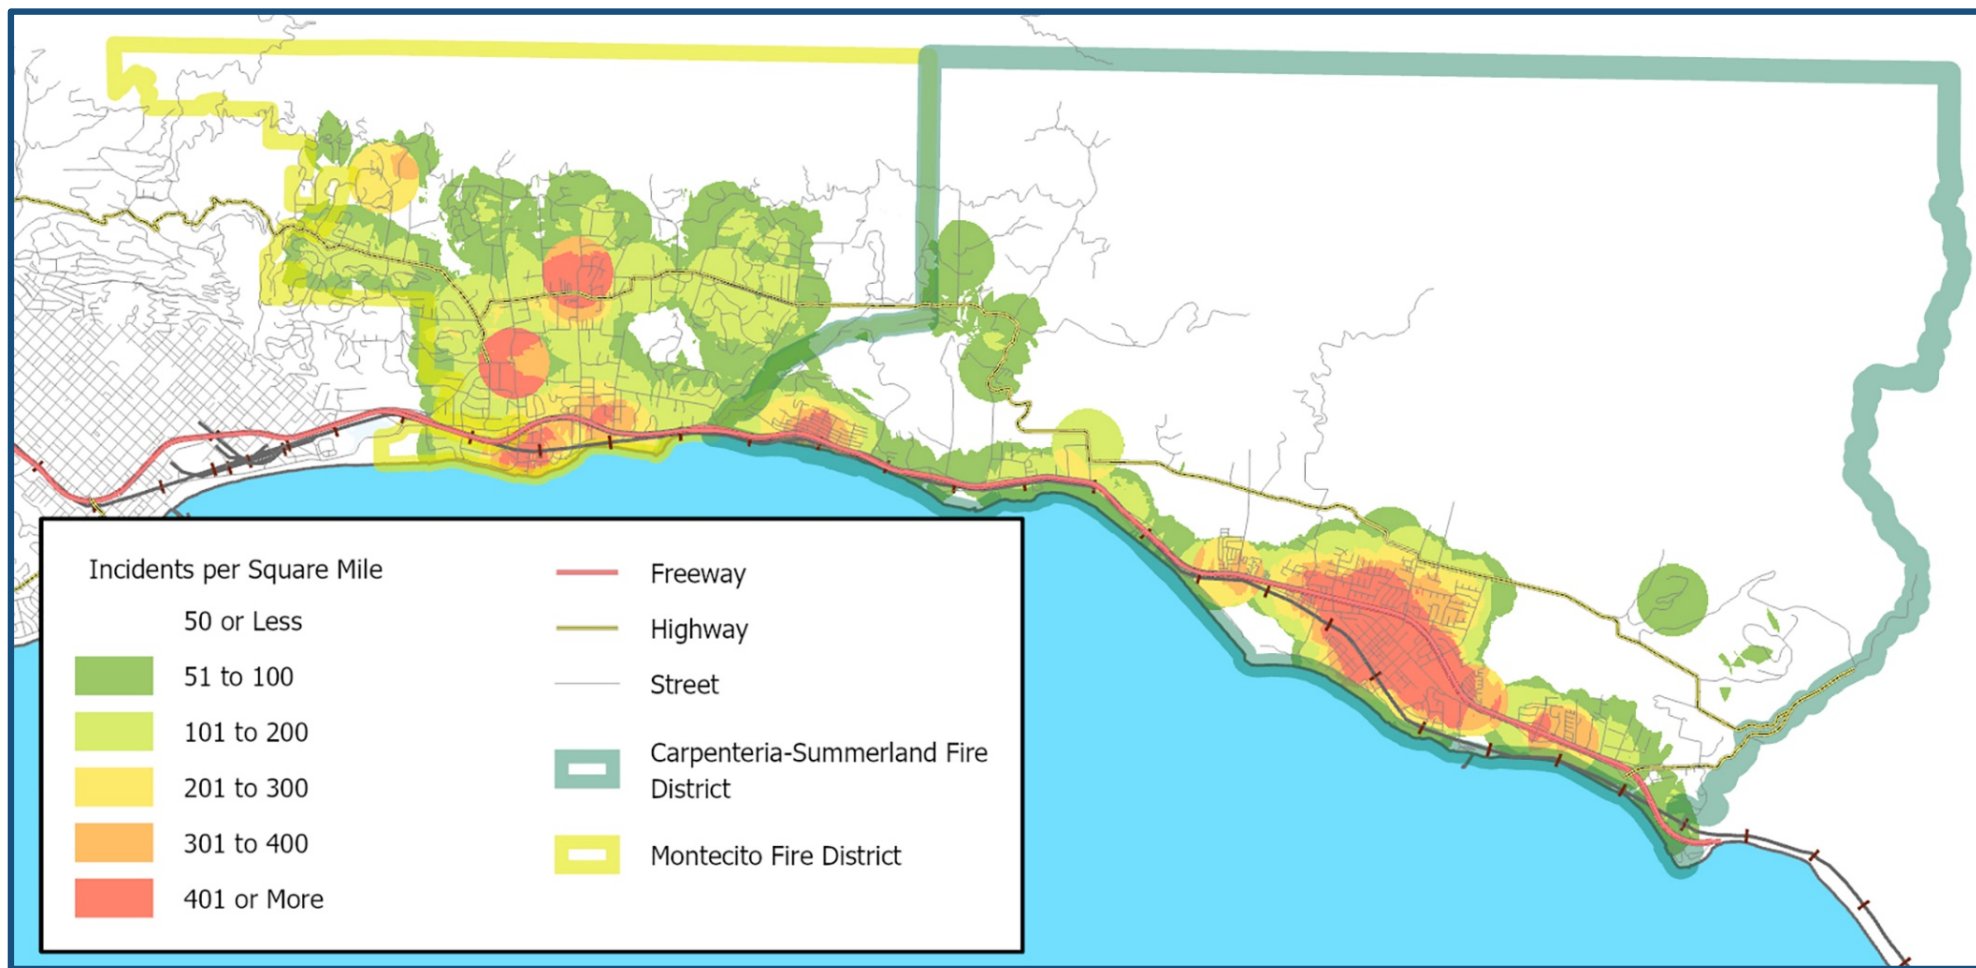 Incidents per Square Mile
50 or Less
51 to 100
101 to 200
201 to 300
301 to 400
401 or More
Freeway
Highway
Street
Carpenteria-Summerland Fire
District
Montecito Fire District